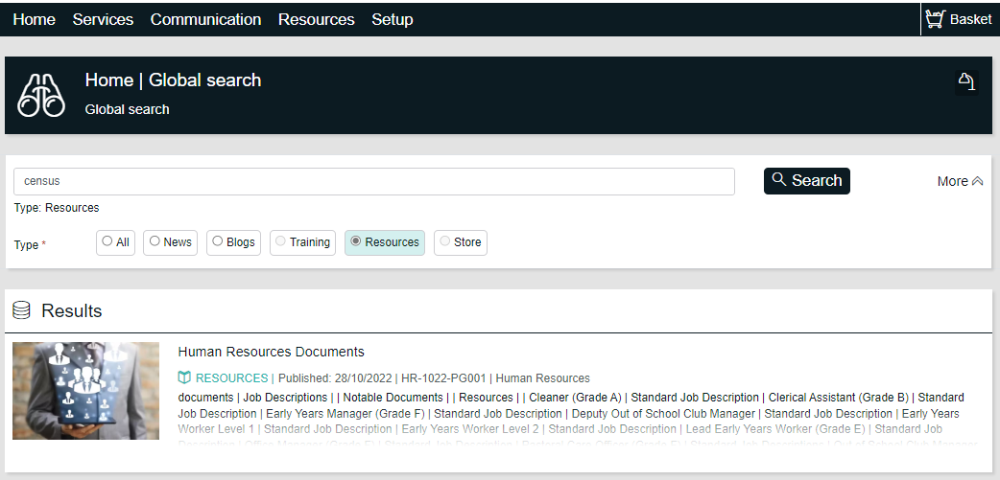 Home Services Communication Resources Setup Basket
Home | Global search
Global search
census
Search
More
Type: Resources
Type * All News Blogs Training Resources Store
Results
Human Resources Documents
RESOURCES | Published: 28/10/2022 | HR-1022-PG001 | Human Resources
documents | Job Descriptions | | Notable Documents | | Resources | | Cleaner (Grade A) | Standard Job Description | Clerical Assistant (Grade B) | Standard
Job Description | Early Years Manager (Grade F) | Standard Job Description | Deputy Out of School Club Manager | Standard Job Description | Early Years
Worker Level 1 | Standard Job Description | Early Years Worker Level 2 | Standard Job Description | Lead Early Years Worker (Grade E) | Standard Job